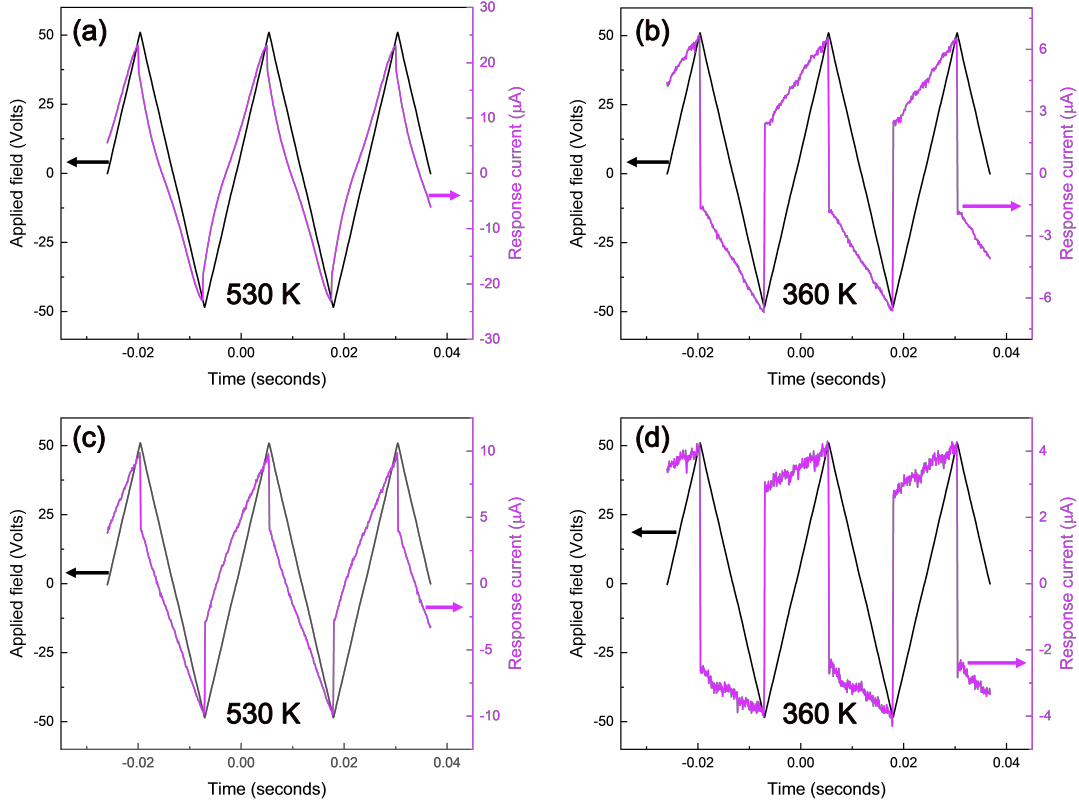 (a)
50
25
0
-25
-50
Applied field (Volts)
30
20
10
0
-10
-20
-30
Response current (μA)
530 K
-0.02
0.00
0.02
0.04
Time (seconds)
(b)
50
25
0
-25
-50
Applied field (Volts)
6
3
0
-3
-6
Response current (μA)
360 K
-0.02
0.00
0.02
0.04
Time (seconds)
(c)
50
25
0
-25
-50
Applied field (Volts)
10
5
0
-5
-10
Response current (μA)
530 K
-0.02
0.00
0.02
0.04
Time (seconds)
(d)
50
25
0
-25
-50
Applied field (Volts)
4
2
0
-2
-4
Response current (μA)
360 K
-0.02
0.00
0.02
0.04
Time (seconds)